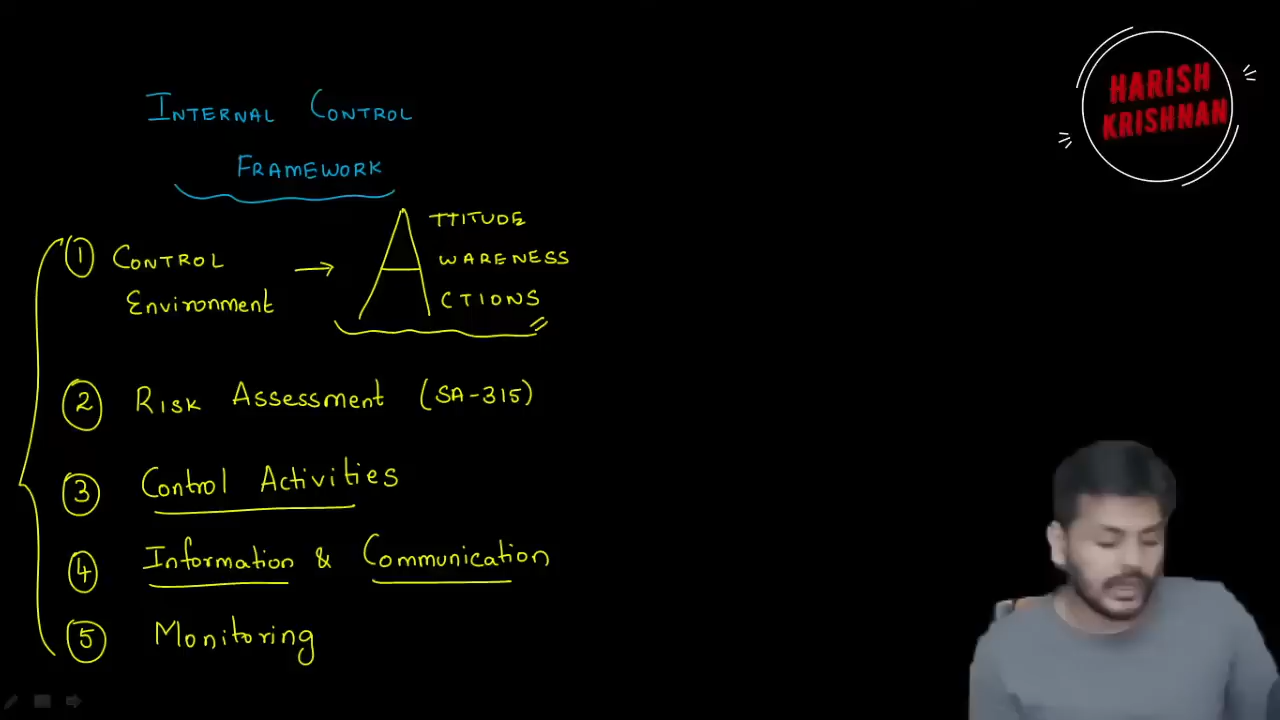 INTERNAL CONTROL
FRAMEWORK
① CONTROL
Environment
→
ATTITUDE
WARENESS
CTIONS
② RISK Assessment (SA-315)
③ Control Activities
④ Information & Communication
⑤ Monitoring
HARISH
KRISHNAN